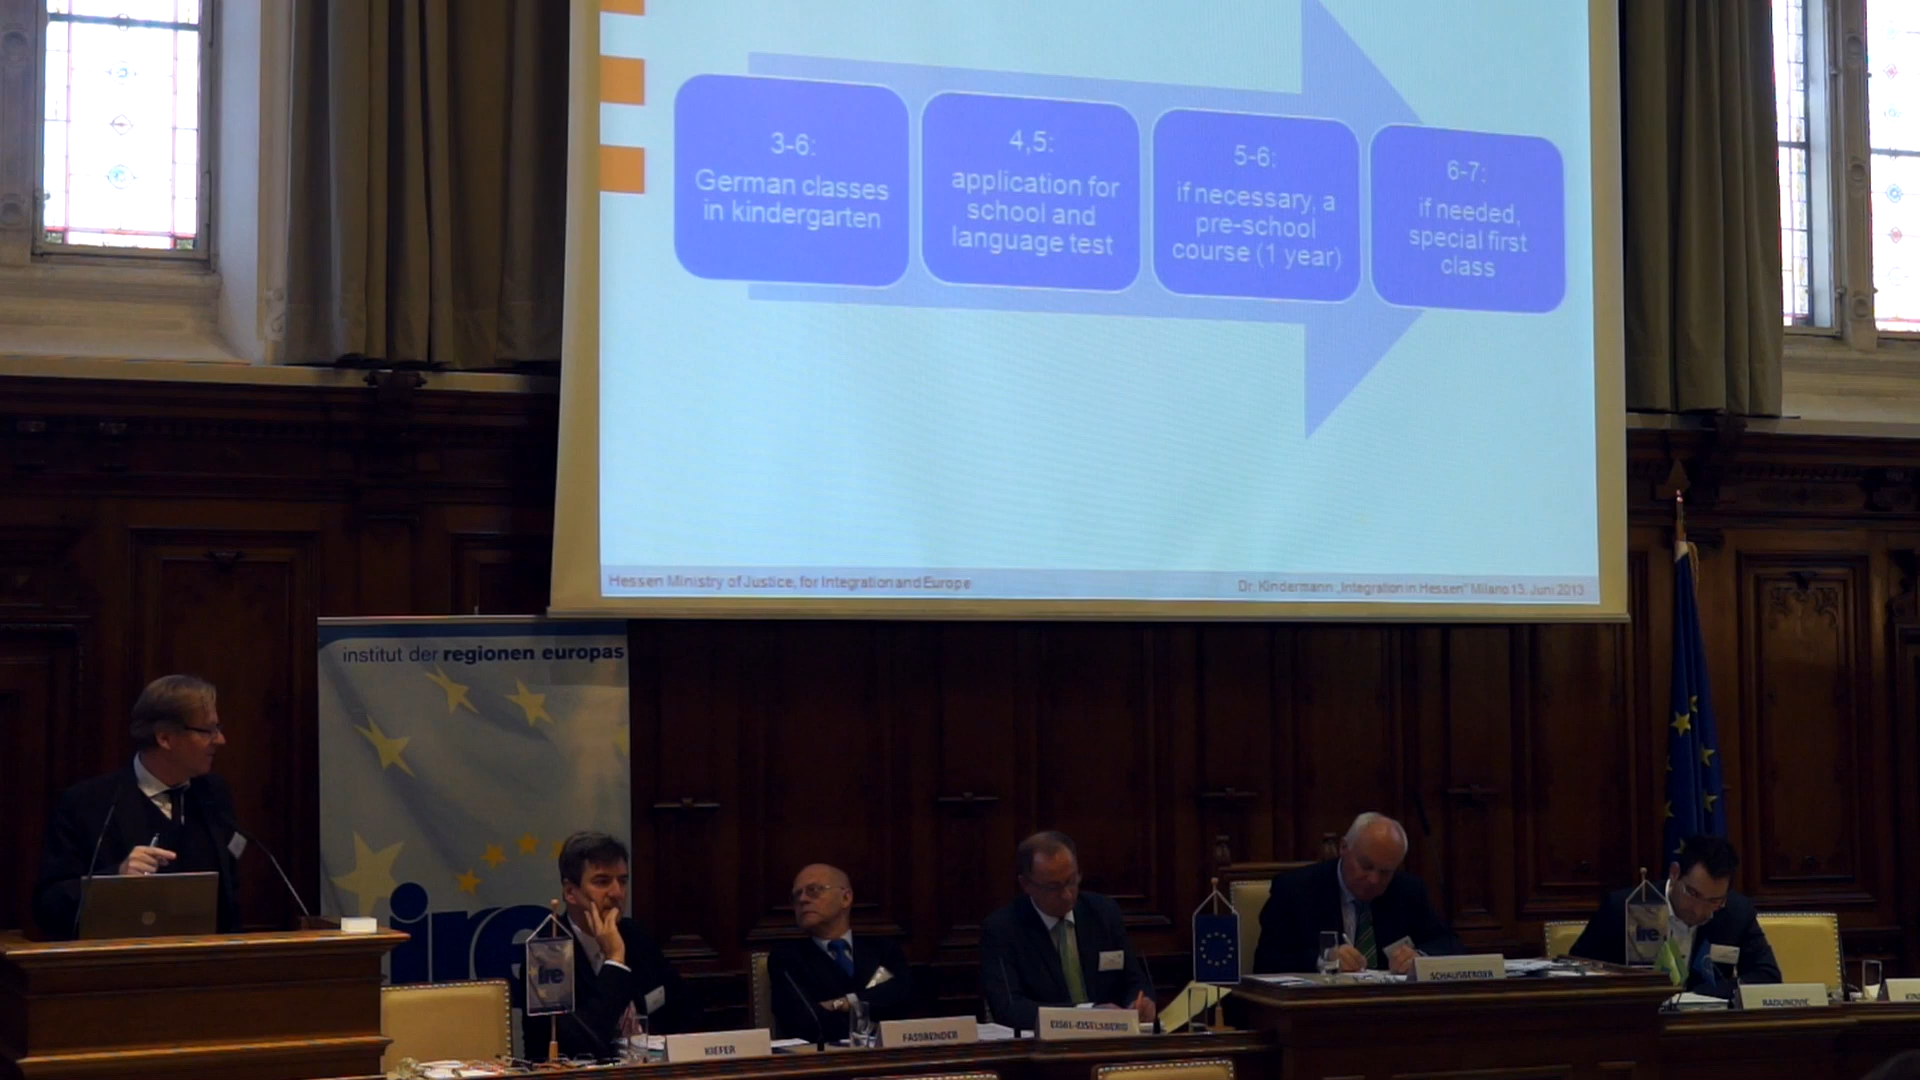 3-6:
German classes
in kindergarten
4,5:
application for
school and
language test
5-6:
if necessary, a
pre-school
course (1 year)
6-7:
if needed,
special first
class
Hessen Ministry of Justice, for Integration and Europe
Dr. Kindermann „Integration in Hessen" Milano 13. Juni 2013
institut der regionen europas
ire
ire
ire
KIEFER
FASSBENDER
EISEL-EISELSBERG
SCHAUSBERGER
RADUNOVIC